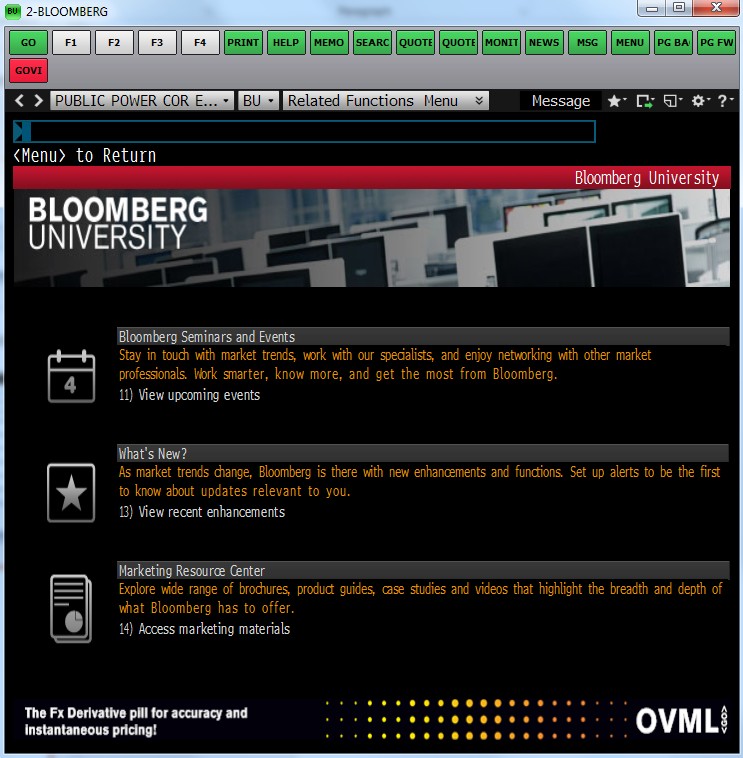 BU 2-BLOOMBERG
GO F1 F2 F3 F4 PRINT HELP MEMO SEARC QUOTE QUOTE MONIT NEWS MSG MENU PG BA PG FW
GOVI
PUBLIC POWER COR E... BU Related Functions Menu Message ?
<Menu> to Return
Bloomberg University
BLOOMBERG
UNIVERSITY
Bloomberg Seminars and Events
Stay in touch with market trends, work with our specialists, and enjoy networking with other market
professionals. Work smarter, know more, and get the most from Bloomberg.
4
11) View upcoming events
What's New?
As market trends change, Bloomberg is there with new enhancements and functions. Set up alerts to be the first
to know about updates relevant to you.
13) View recent enhancements
Marketing Resource Center
Explore wide range of brochures, product guides, case studies and videos that highlight the breadth and depth of
what Bloomberg has to offer.
14) Access marketing materials
The Fx Derivative pill for accuracy and
instantaneous pricing!
OVML